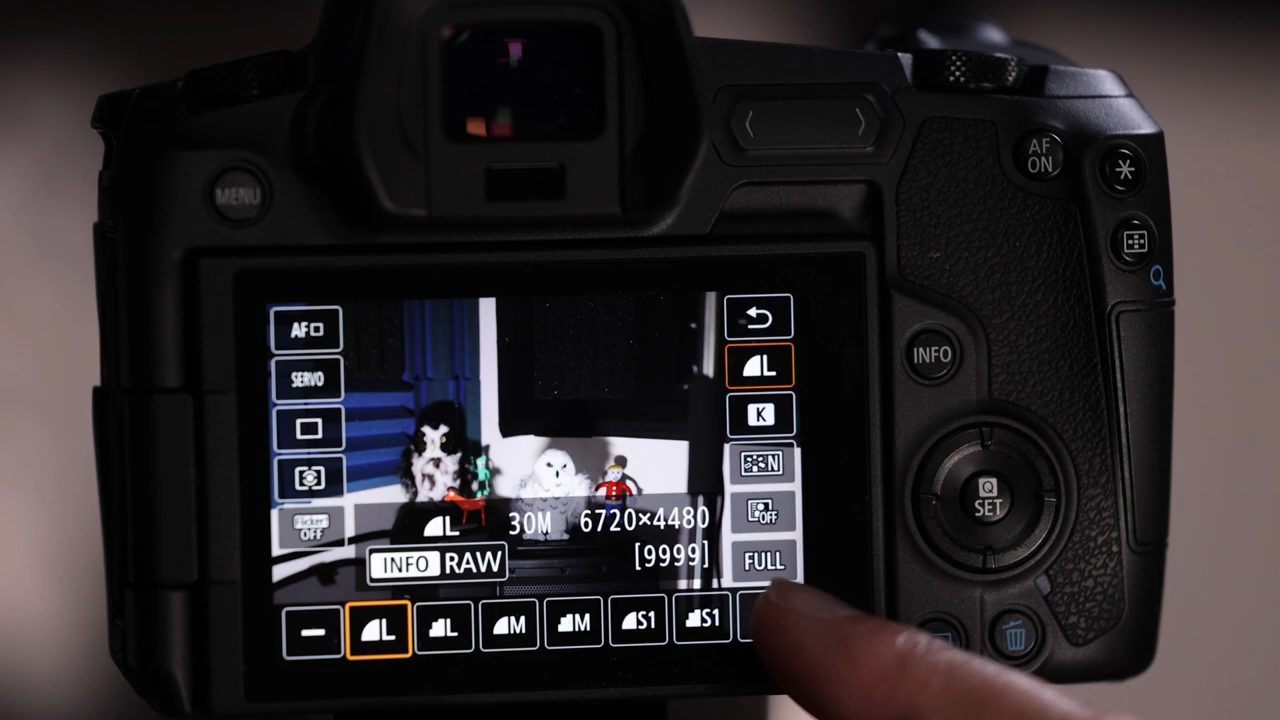 MENU
AF
ON
INFO
Q
SET
AF
SERVO
Flicker!
OFF
L
K
N
OFF
FULL
L 30M 6720×4480
INFO RAW [9999]
L L M M S1 S1